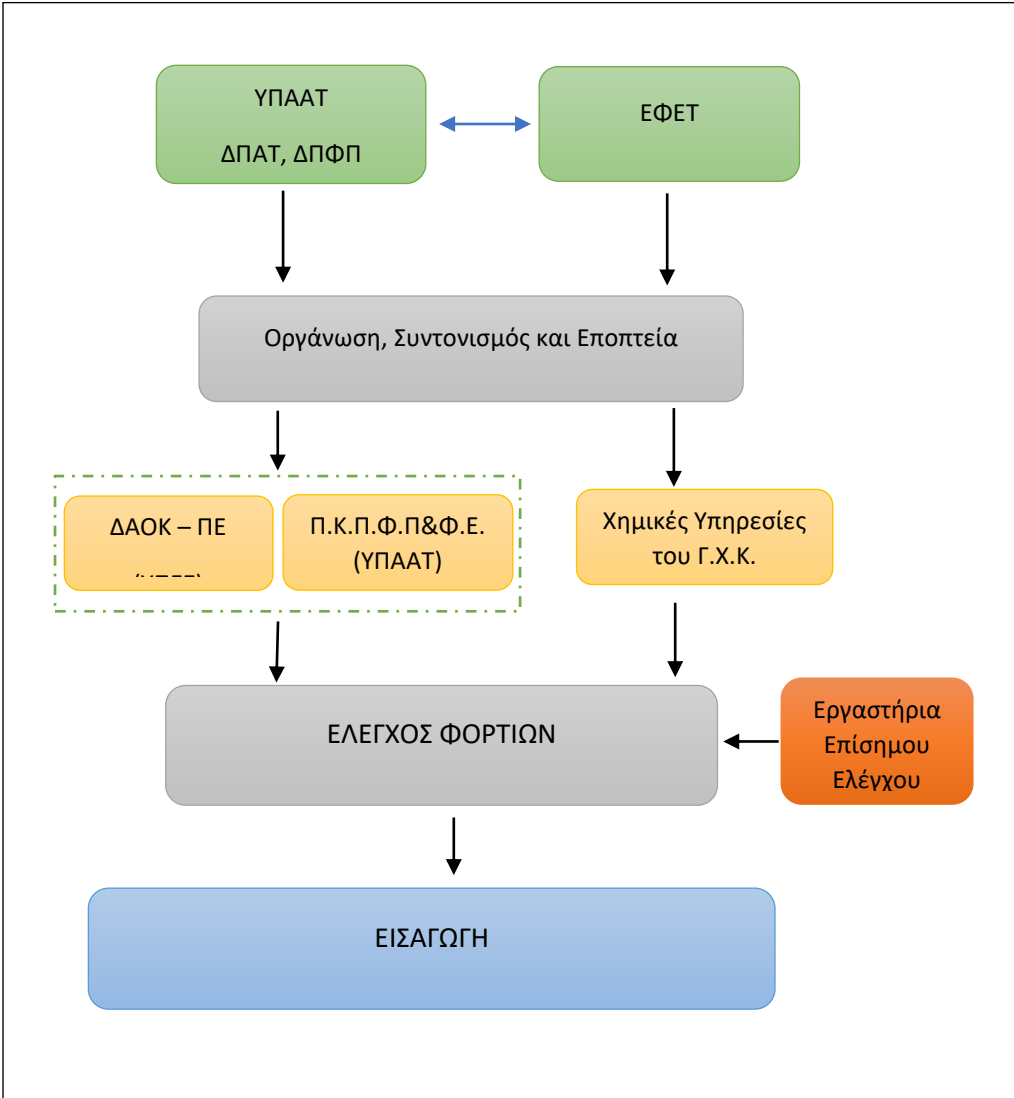 ΥΠΑΑΤ
ΔΠΑΤ, ΔΠΦΠ
ΕΦΕΤ
Οργάνωση, Συντονισμός και Εποπτεία
ΔΑΟΚ – ΠΕ
Π.Κ.Π.Φ.Π&Φ.Ε.
(ΥΠΑΑΤ)
Χημικές Υπηρεσίες
του Γ.Χ.Κ.
ΕΛΕΓΧΟΣ ΦΟΡΤΙΩΝ
Εργαστήρια
Επίσημου
Ελέγχου
ΕΙΣΑΓΩΓΗ